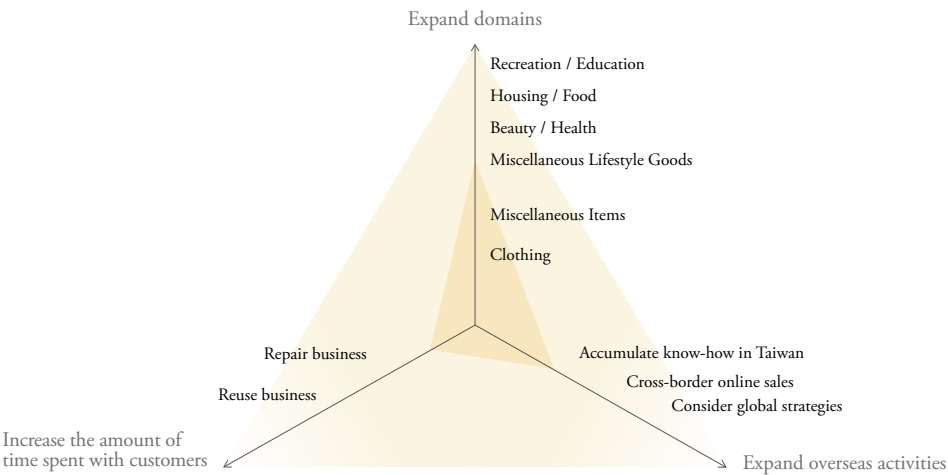 Expand domains
Recreation / Education
Housing / Food
Beauty / Health
Miscellaneous Lifestyle Goods
Miscellaneous Items
Clothing
Repair business
Reuse business
Accumulate know-how in Taiwan
Cross-border online sales
Consider global strategies
Increase the amount of
time spent with customers
Expand overseas activities